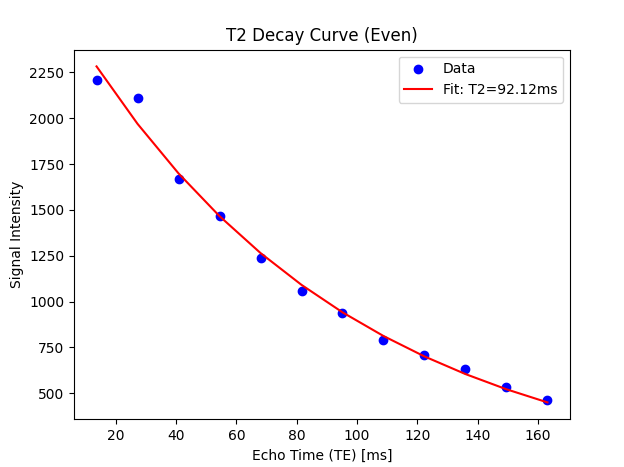 T2 Decay Curve (Even)
Data
Fit: T2=92.12ms
Signal Intensity
2250
2000
1750
1500
1250
1000
750
500
20 40 60 80 100 120 140 160
Echo Time (TE) [ms]